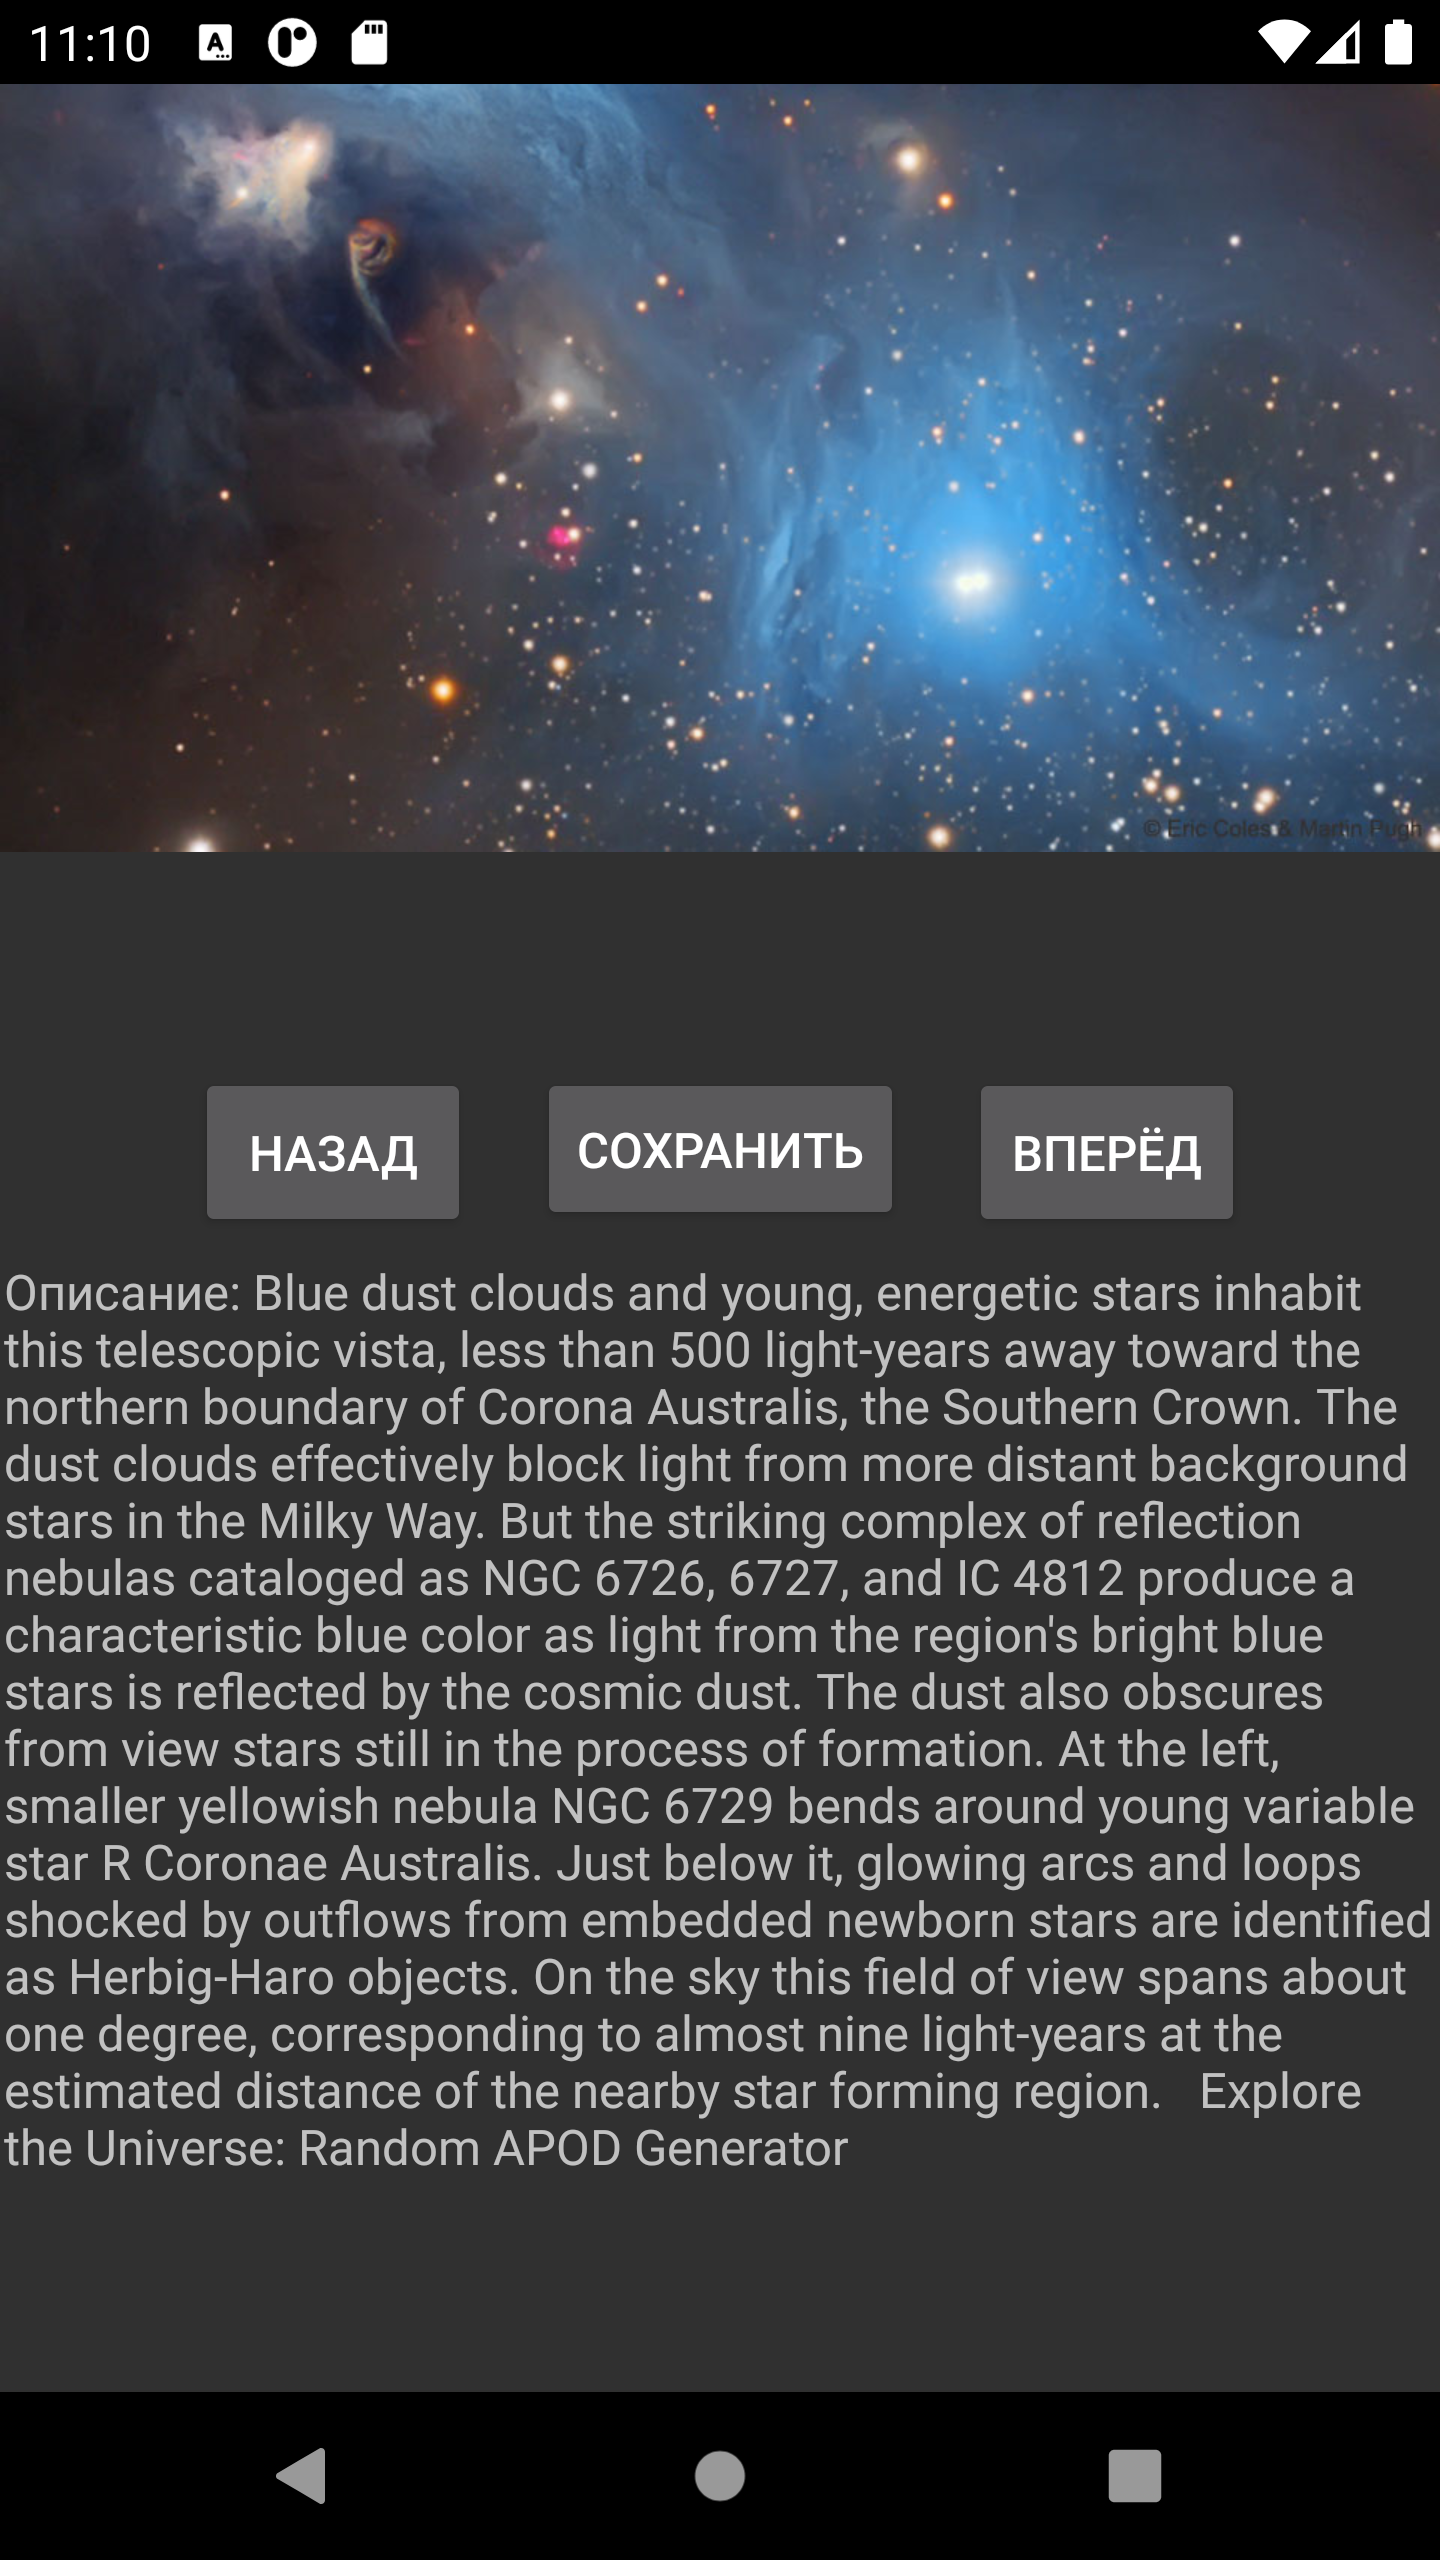 11:10
© Eric Coles & Martin Pugh
НАЗАД
СОХРАНИТЬ
ВПЕРЁД
Описание: Blue dust clouds and young, energetic stars inhabit
this telescopic vista, less than 500 light-years away toward the
northern boundary of Corona Australis, the Southern Crown. The
dust clouds effectively block light from more distant background
stars in the Milky Way. But the striking complex of reflection
nebulas cataloged as NGC 6726, 6727, and IC 4812 produce a
characteristic blue color as light from the region's bright blue
stars is reflected by the cosmic dust. The dust also obscures
from view stars still in the process of formation. At the left,
smaller yellowish nebula NGC 6729 bends around young variable
star R Coronae Australis. Just below it, glowing arcs and loops
shocked by outflows from embedded newborn stars are identified
as Herbig-Haro objects. On the sky this field of view spans about
one degree, corresponding to almost nine light-years at the
estimated distance of the nearby star forming region.   Explore
the Universe: Random APOD Generator